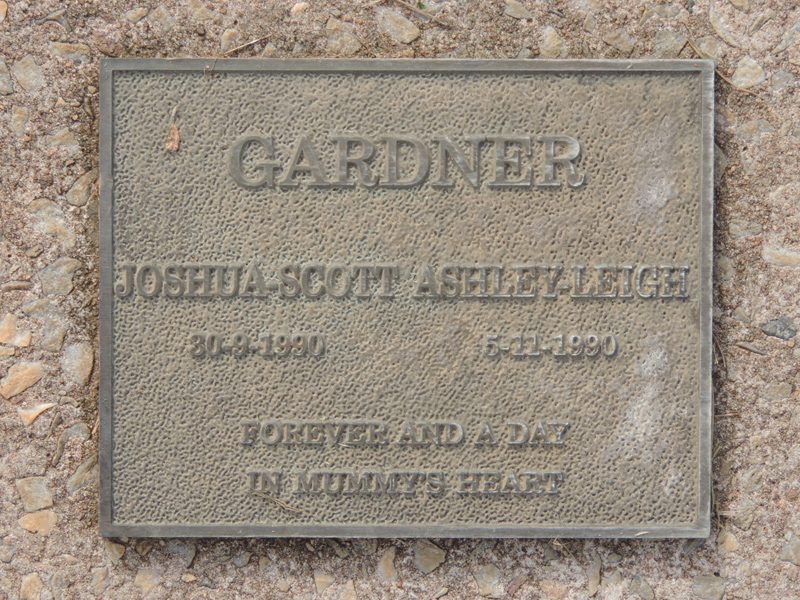 GARDNER
JOSHUA-SCOTT ASHLEY-LEIGH
30-9-1990 5-11-1990
FOREVER AND A DAY
IN MUMMY'S HEART